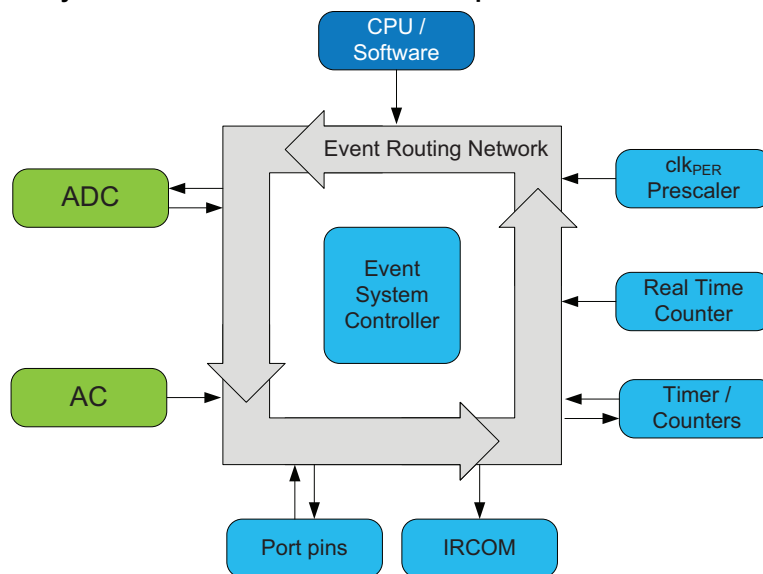 CPU /
Software
Event Routing Network
ADC
clkPER
Prescaler
Event
System
Controller
Real Time
Counter
AC
Timer /
Counters
Port pins
IRCOM